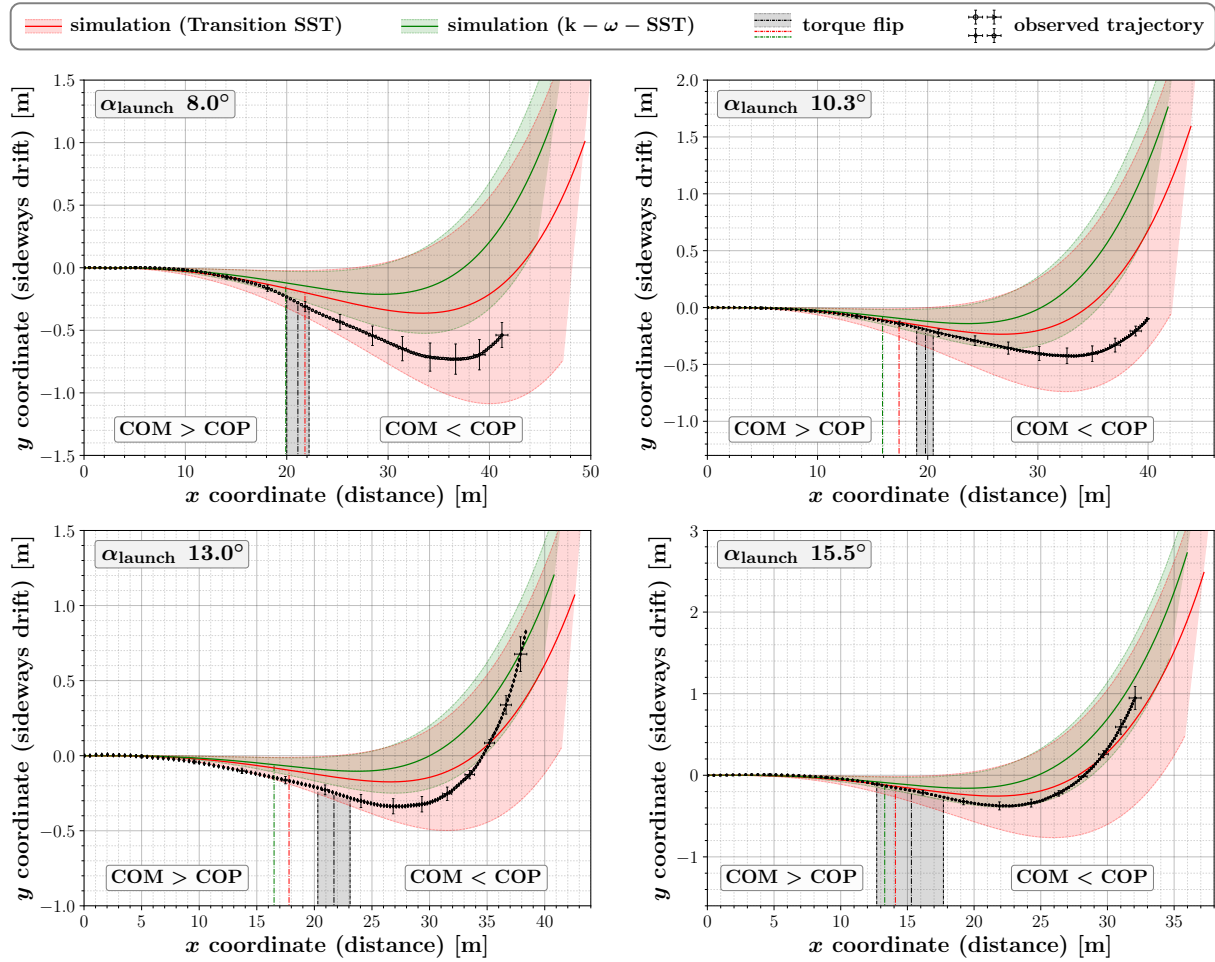 simulation (Transition SST) simulation (k − ω − SST) torque flip observed trajectory
α_launch 8.0°
y coordinate (sideways drift) [m]
1.5
1.0
0.5
0.0
−0.5
−1.0
−1.5
COM > COP COM < COP
0 10 20 30 40 50
x coordinate (distance) [m]
α_launch 10.3°
y coordinate (sideways drift) [m]
2.0
1.5
1.0
0.5
0.0
−0.5
−1.0
COM > COP COM < COP
0 10 20 30 40
x coordinate (distance) [m]
α_launch 13.0°
y coordinate (sideways drift) [m]
1.5
1.0
0.5
0.0
−0.5
−1.0
COM > COP COM < COP
0 5 10 15 20 25 30 35 40
x coordinate (distance) [m]
α_launch 15.5°
y coordinate (sideways drift) [m]
3
2
1
0
−1
COM > COP COM < COP
0 5 10 15 20 25 30 35
x coordinate (distance) [m]